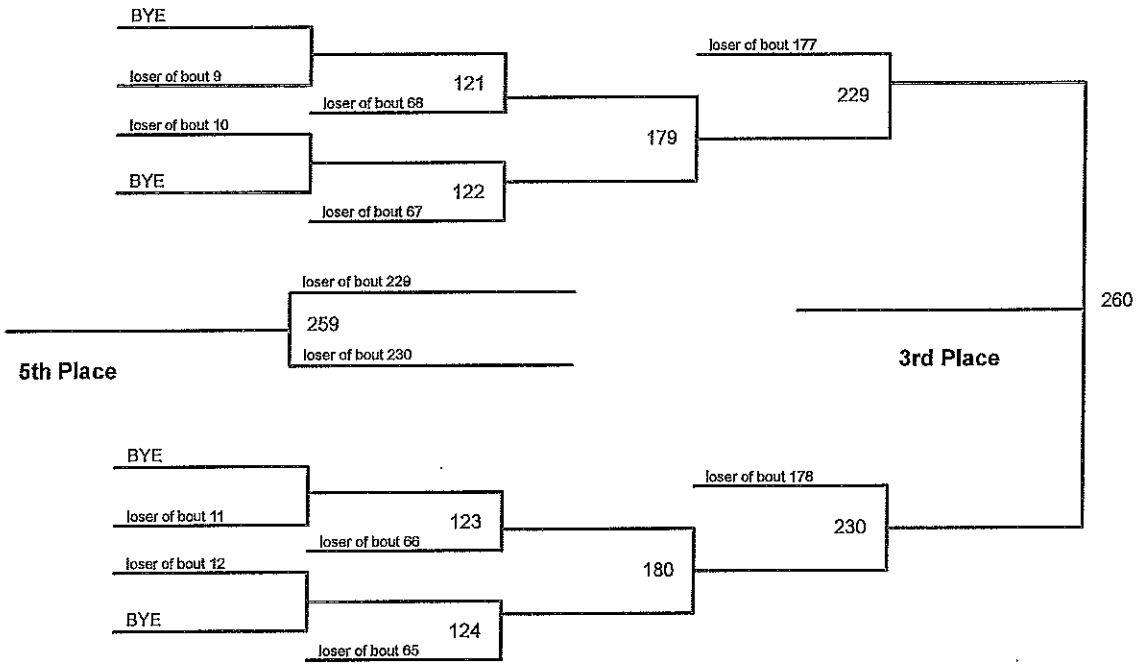 BYE
loser of bout 9
loser of bout 68
121
loser of bout 10
BYE
loser of bout 67
122
179
loser of bout 177
229
loser of bout 229
259
loser of bout 230
5th Place
260
3rd Place
BYE
loser of bout 11
loser of bout 66
123
loser of bout 12
BYE
loser of bout 65
124
180
loser of bout 178
230